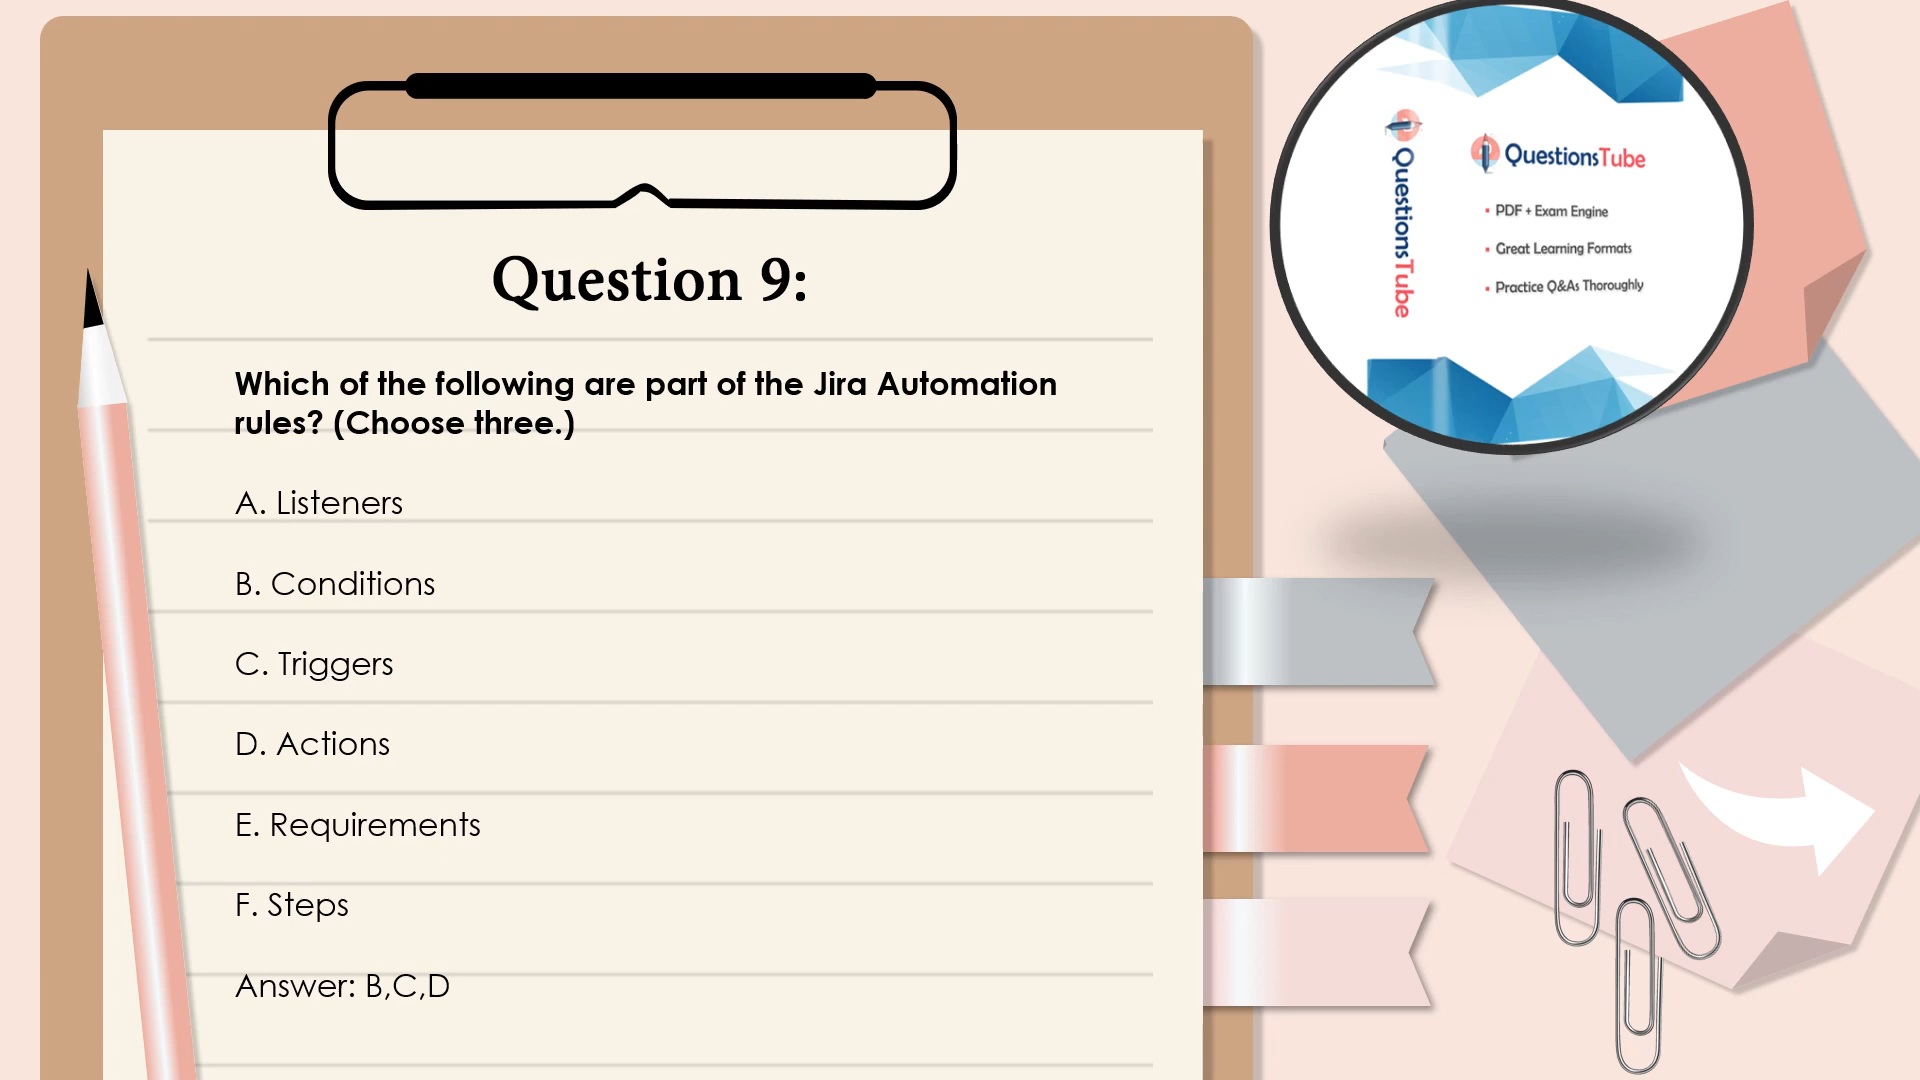 Question 9:
Which of the following are part of the Jira Automation
rules? (Choose three.)
A. Listeners
B. Conditions
C. Triggers
D. Actions
E. Requirements
F. Steps
Answer: B,C,D
QuestionsTube
QuestionsTube
▪ PDF + Exam Engine
▪ Great Learning Formats
▪ Practice Q&As Thoroughly